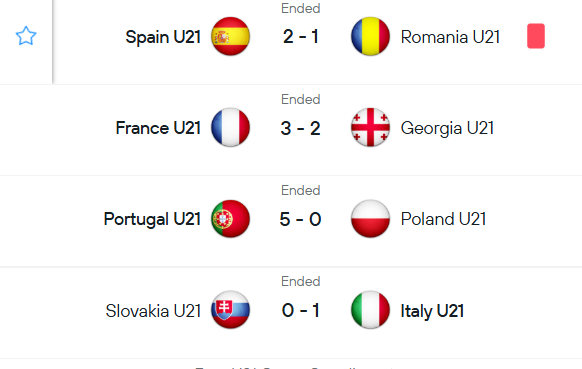 Ended
Spain U21 2 - 1 Romania U21
Ended
France U21 3 - 2 Georgia U21
Ended
Portugal U21 5 - 0 Poland U21
Ended
Slovakia U21 0 - 1 Italy U21